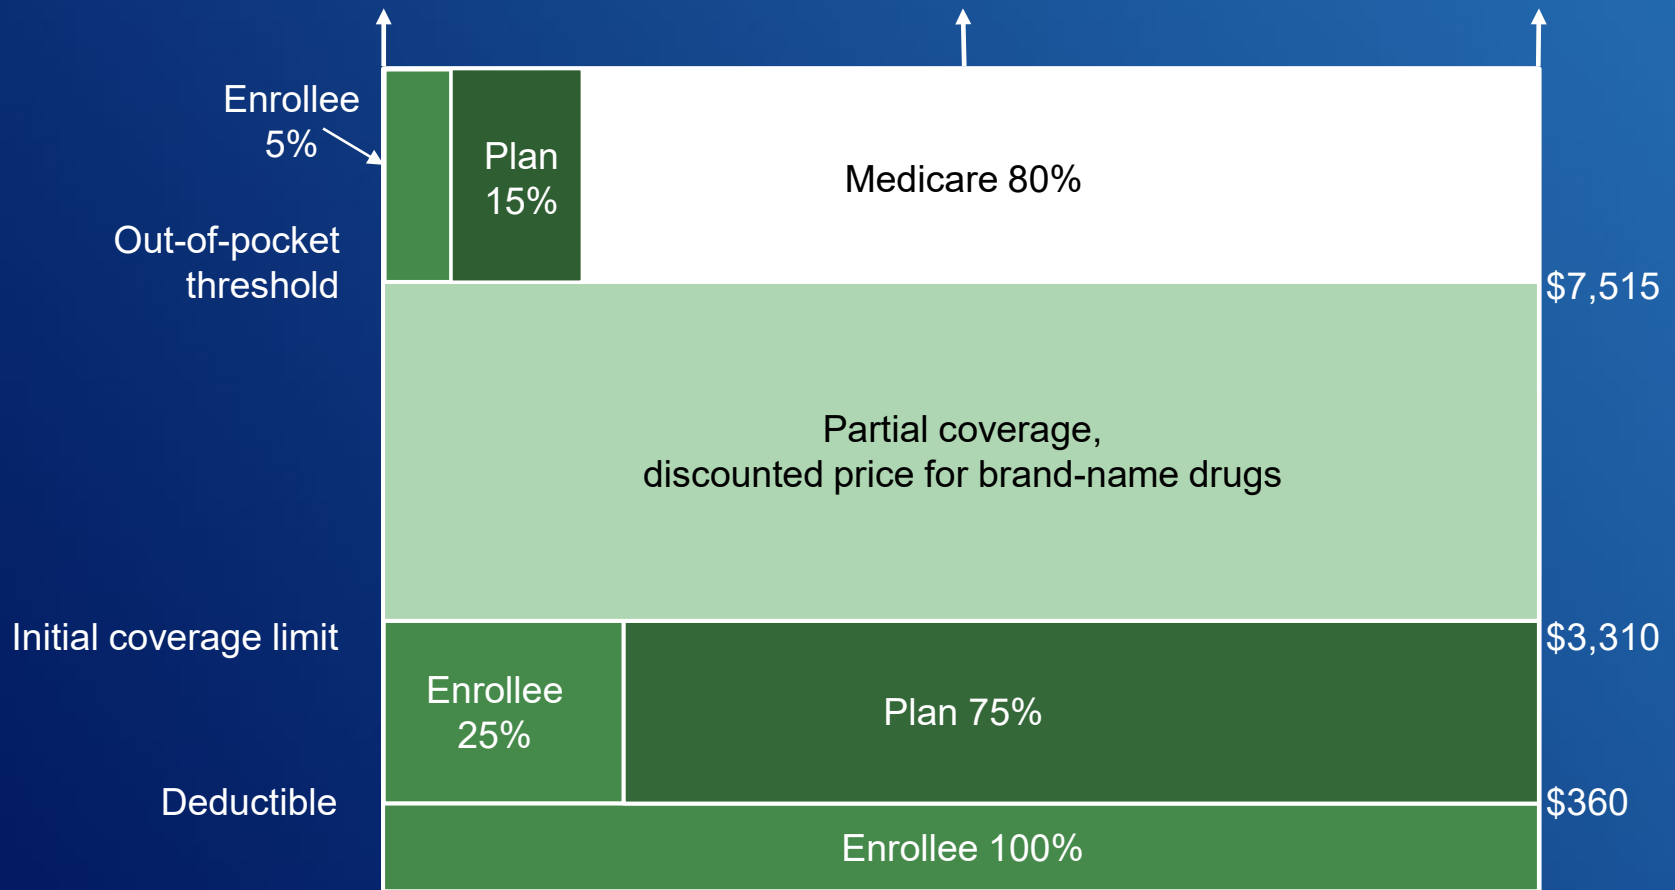 Enrollee
5%
Plan
15%
Medicare 80%
Out-of-pocket
threshold
$7,515
Partial coverage,
discounted price for brand-name drugs
Initial coverage limit
$3,310
Enrollee
25%
Plan 75%
Deductible
$360
Enrollee 100%